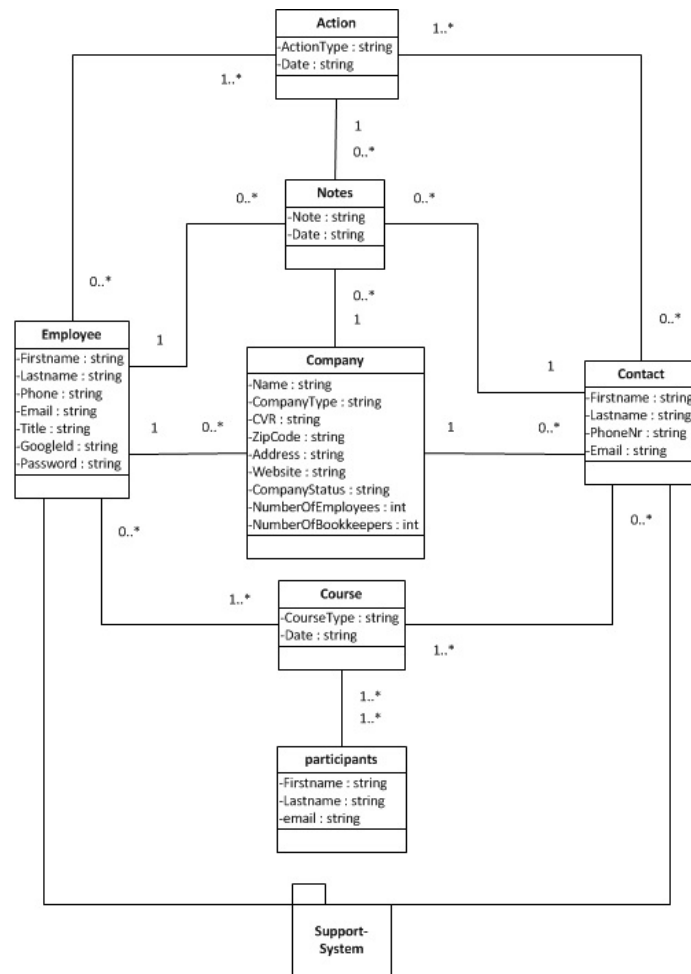 Action
-ActionType : string
-Date : string
1..*
1..*
1
0..*
Notes
-Note : string
-Date : string
0..*
0..*
0..*
1
0..*
Employee
-Firstname : string
-Lastname : string
-Phone : string
-Email : string
-Title : string
-GoogleId : string
-Password : string
1
1
0..*
Company
-Name : string
-CompanyType : string
-CVR : string
-ZipCode : string
-Address : string
-Website : string
-CompanyStatus : string
-NumberOfEmployees : int
-NumberOfBookkeepers : int
0..*
1
1
0..*
Contact
-Firstname : string
-Lastname : string
-PhoneNr : string
-Email : string
0..*
0..*
1..*
Course
-CourseType : string
-Date : string
1..*
1..*
1..*
participants
-Firstname : string
-Lastname : string
-email : string
Support-
System